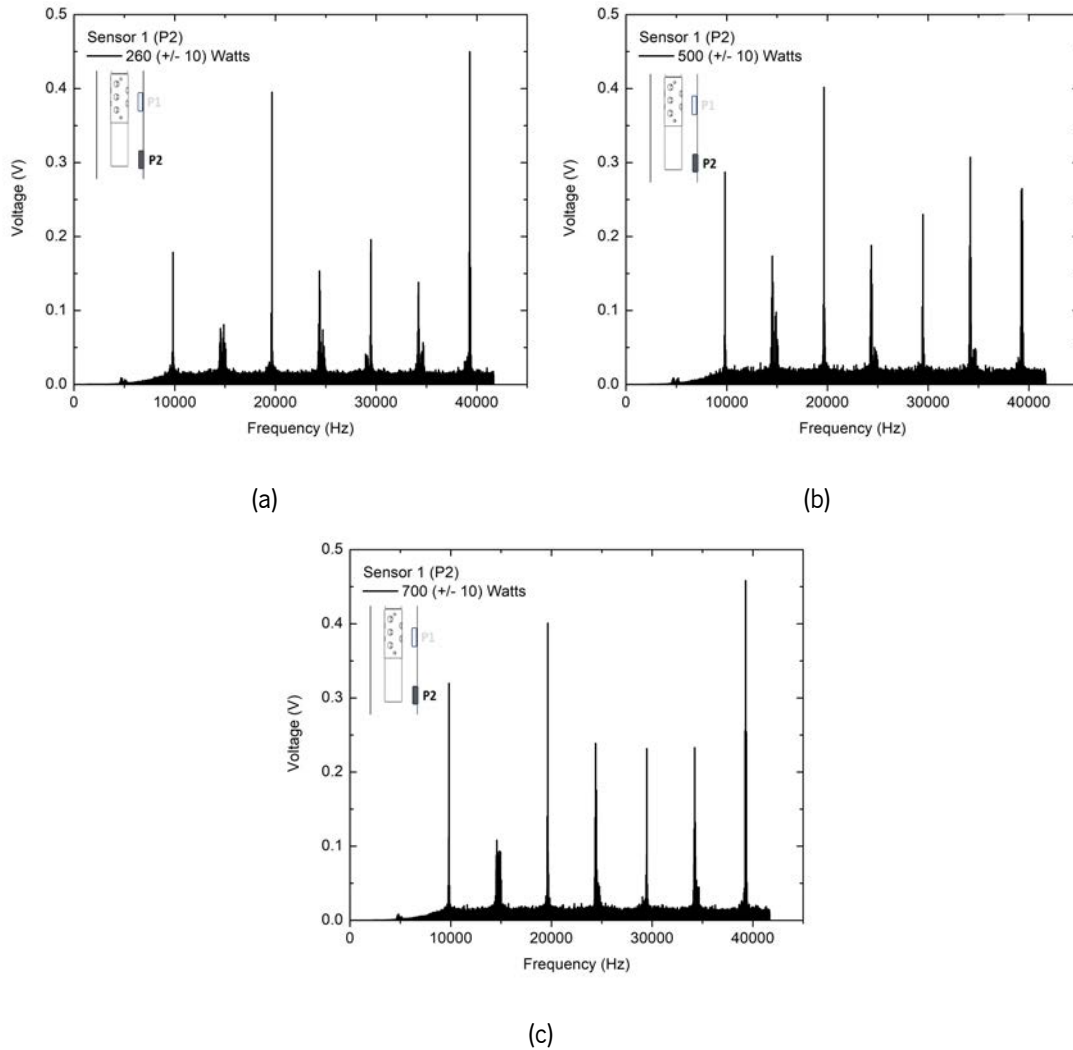 0.5
0.4
0.3
0.2
0.1
0.0
Voltage (V)
Sensor 1 (P2)
260 (+/- 10) Watts
P1
P2
0 10000 20000 30000 40000
Frequency (Hz)
(a)
0.5
0.4
0.3
0.2
0.1
0.0
Voltage (V)
Sensor 1 (P2)
500 (+/- 10) Watts
P1
P2
0 10000 20000 30000 40000
Frequency (Hz)
(b)
0.5
0.4
0.3
0.2
0.1
0.0
Voltage (V)
Sensor 1 (P2)
700 (+/- 10) Watts
P1
P2
0 10000 20000 30000 40000
Frequency (Hz)
(c)